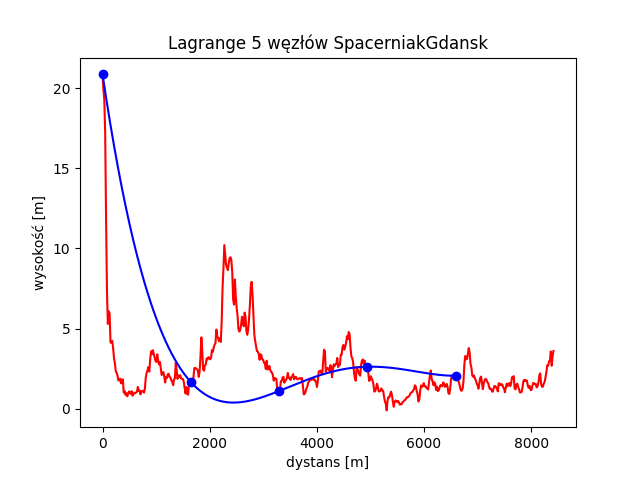 Lagrange 5 węzłów SpacerniakGdansk
wysokość [m]
20
15
10
5
0
0 2000 4000 6000 8000
dystans [m]